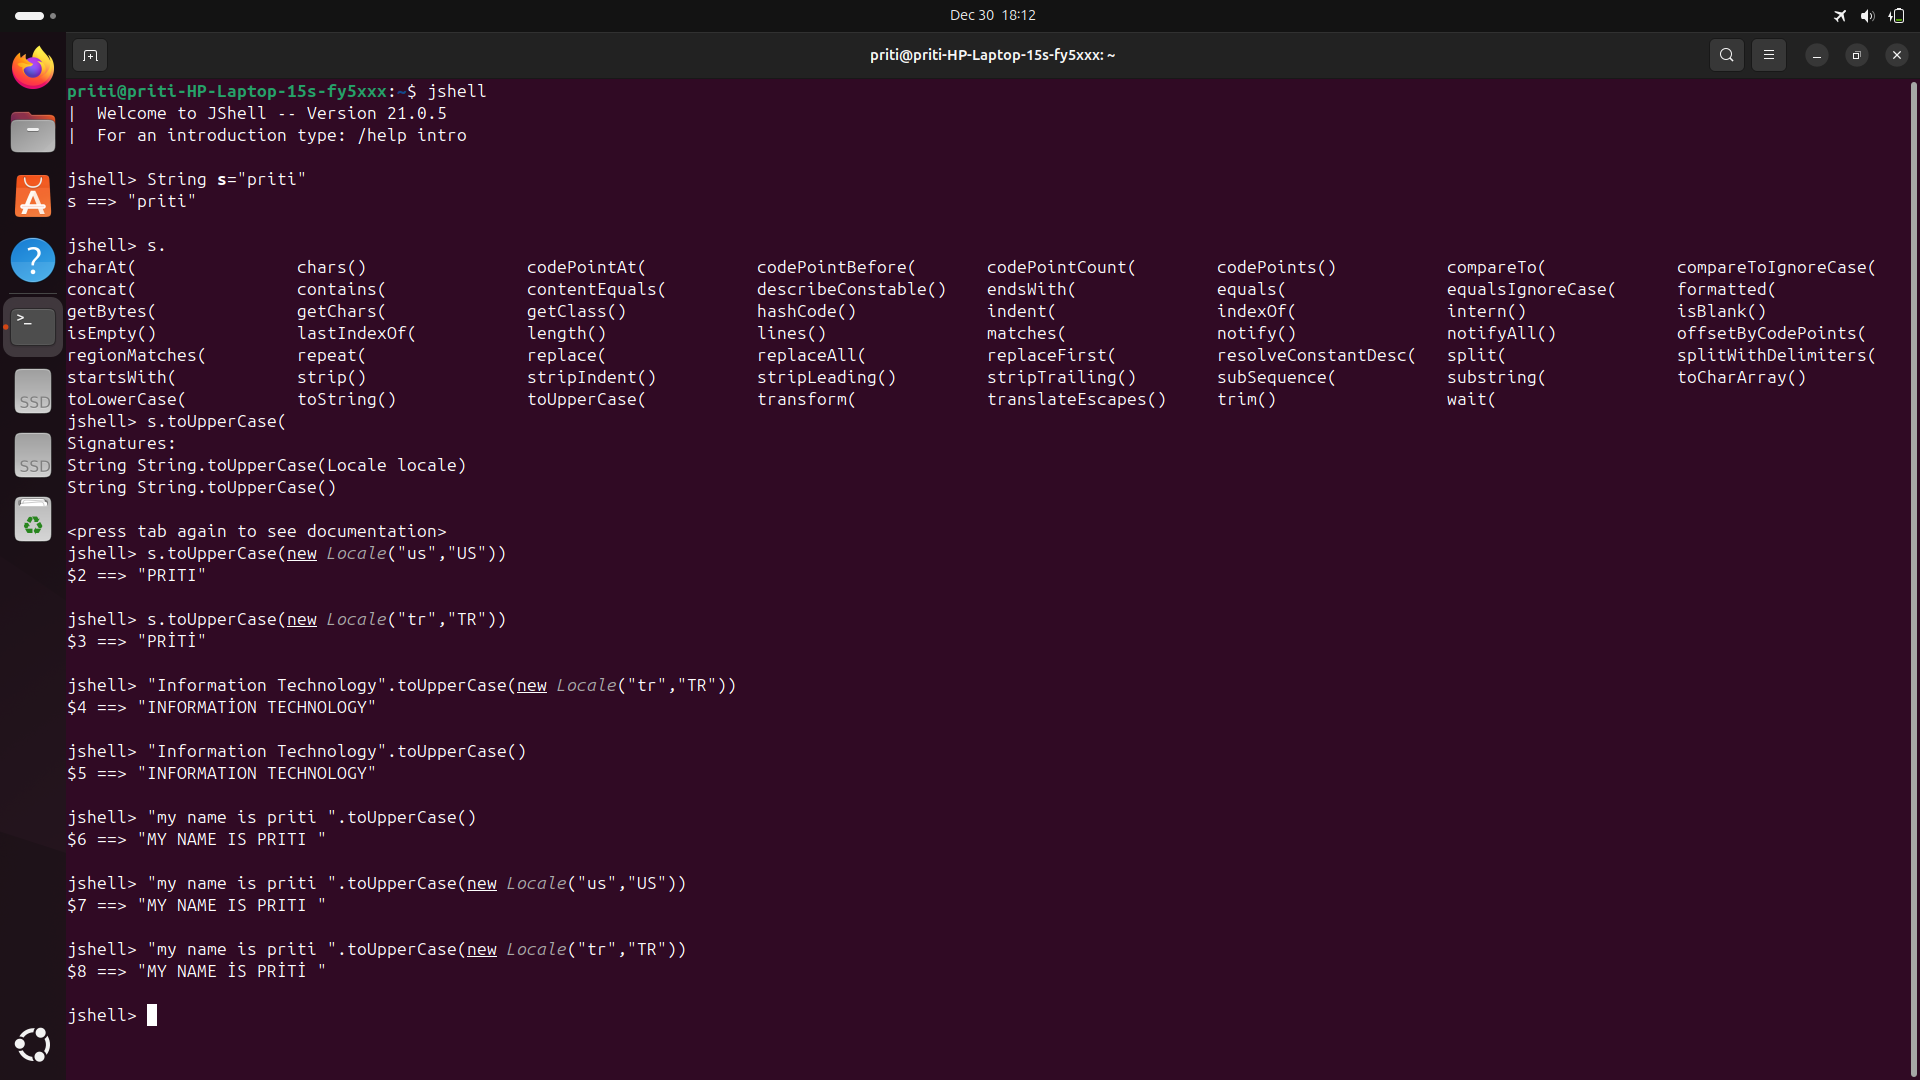 Dec 30 18:12
priti@priti-HP-Laptop-15s-fy5xxx: ~
priti@priti-HP-Laptop-15s-fy5xxx:~$ jshell
| Welcome to JShell -- Version 21.0.5
| For an introduction type: /help intro
jshell> String s="priti"
s ==> "priti"
jshell> s.
charAt( chars() codePointAt( codePointBefore( codePointCount( codePoints() compareTo( compareToIgnoreCase(
concat( contains( contentEquals( describeConstable() endsWith( equals( equalsIgnoreCase( formatted(
getBytes( getChars( getClass() hashCode() indent( indexOf( intern() isBlank()
isEmpty() lastIndexOf( length() lines() matches( notify() notifyAll() offsetByCodePoints(
regionMatches( repeat( replace( replaceAll( replaceFirst( resolveConstantDesc( split( splitWithDelimiters(
startsWith( strip() stripIndent() stripLeading() stripTrailing() subSequence( substring( toCharArray()
toLowerCase( toString() toUpperCase( transform( translateEscapes() trim() wait(
jshell> s.toUpperCase(
Signatures:
String String.toUpperCase(Locale locale)
String String.toUpperCase()
<press tab again to see documentation>
jshell> s.toUpperCase(new Locale("us","US"))
$2 ==> "PRITI"
jshell> s.toUpperCase(new Locale("tr","TR"))
$3 ==> "PRİTİ"
jshell> "Information Technology".toUpperCase(new Locale("tr","TR"))
$4 ==> "INFORMATİON TECHNOLOGY"
jshell> "Information Technology".toUpperCase()
$5 ==> "INFORMATION TECHNOLOGY"
jshell> "my name is priti ".toUpperCase()
$6 ==> "MY NAME IS PRITI "
jshell> "my name is priti ".toUpperCase(new Locale("us","US"))
$7 ==> "MY NAME IS PRITI "
jshell> "my name is priti ".toUpperCase(new Locale("tr","TR"))
$8 ==> "MY NAME İS PRİTİ "
jshell>
?
>_
SSD
SSD